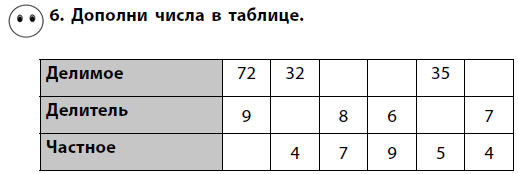 6. Дополни числа в таблице.
Делимое 72 32 35
Делитель 9 8 6 7
Частное 4 7 9 5 4